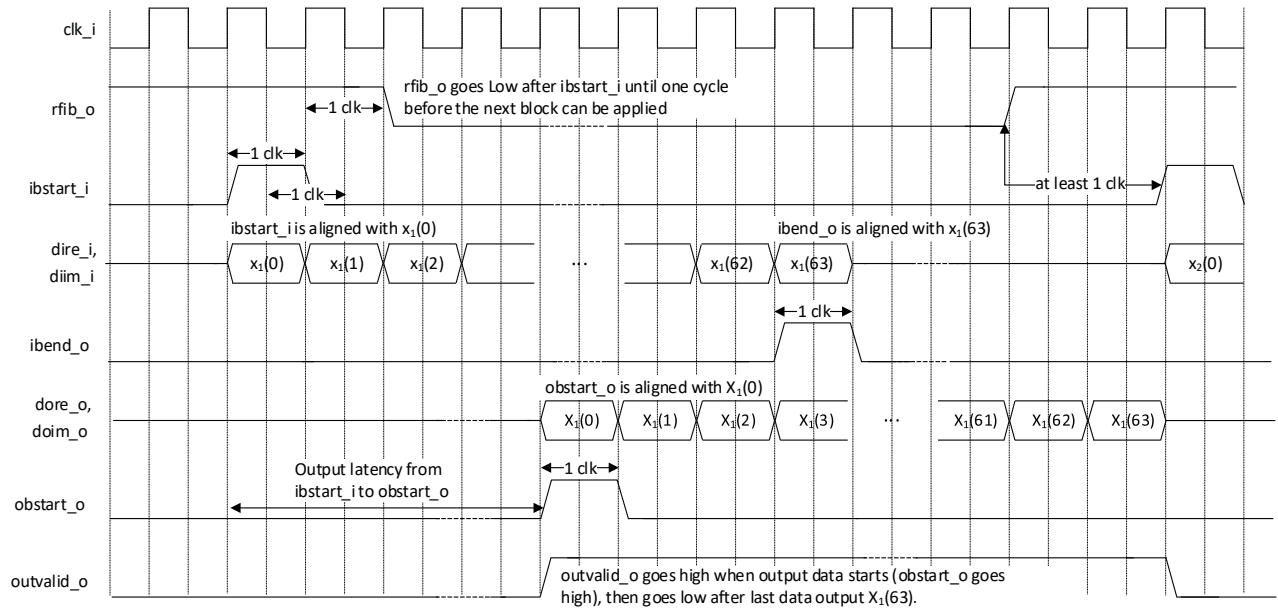 clk_i
rfib_o
1 clk
rfib_o goes Low after ibstart_i until one cycle
before the next block can be applied
1 clk
ibstart_i
1 clk
at least 1 clk
ibstart_i is aligned with x₁(0)
ibend_o is aligned with x₁(63)
dire_i,
diim_i
x₁(0)
x₁(1)
x₁(2)
...
x₁(62)
x₁(63)
x₂(0)
1 clk
ibend_o
obstart_o is aligned with X₁(0)
dore_o,
doim_o
X₁(0)
X₁(1)
X₁(2)
X₁(3)
...
X₁(61)
X₁(62)
X₁(63)
Output latency from
ibstart_i to obstart_o
1 clk
obstart_o
outvalid_o
outvalid_o goes high when output data starts (obstart_o goes
high), then goes low after last data output X₁(63).